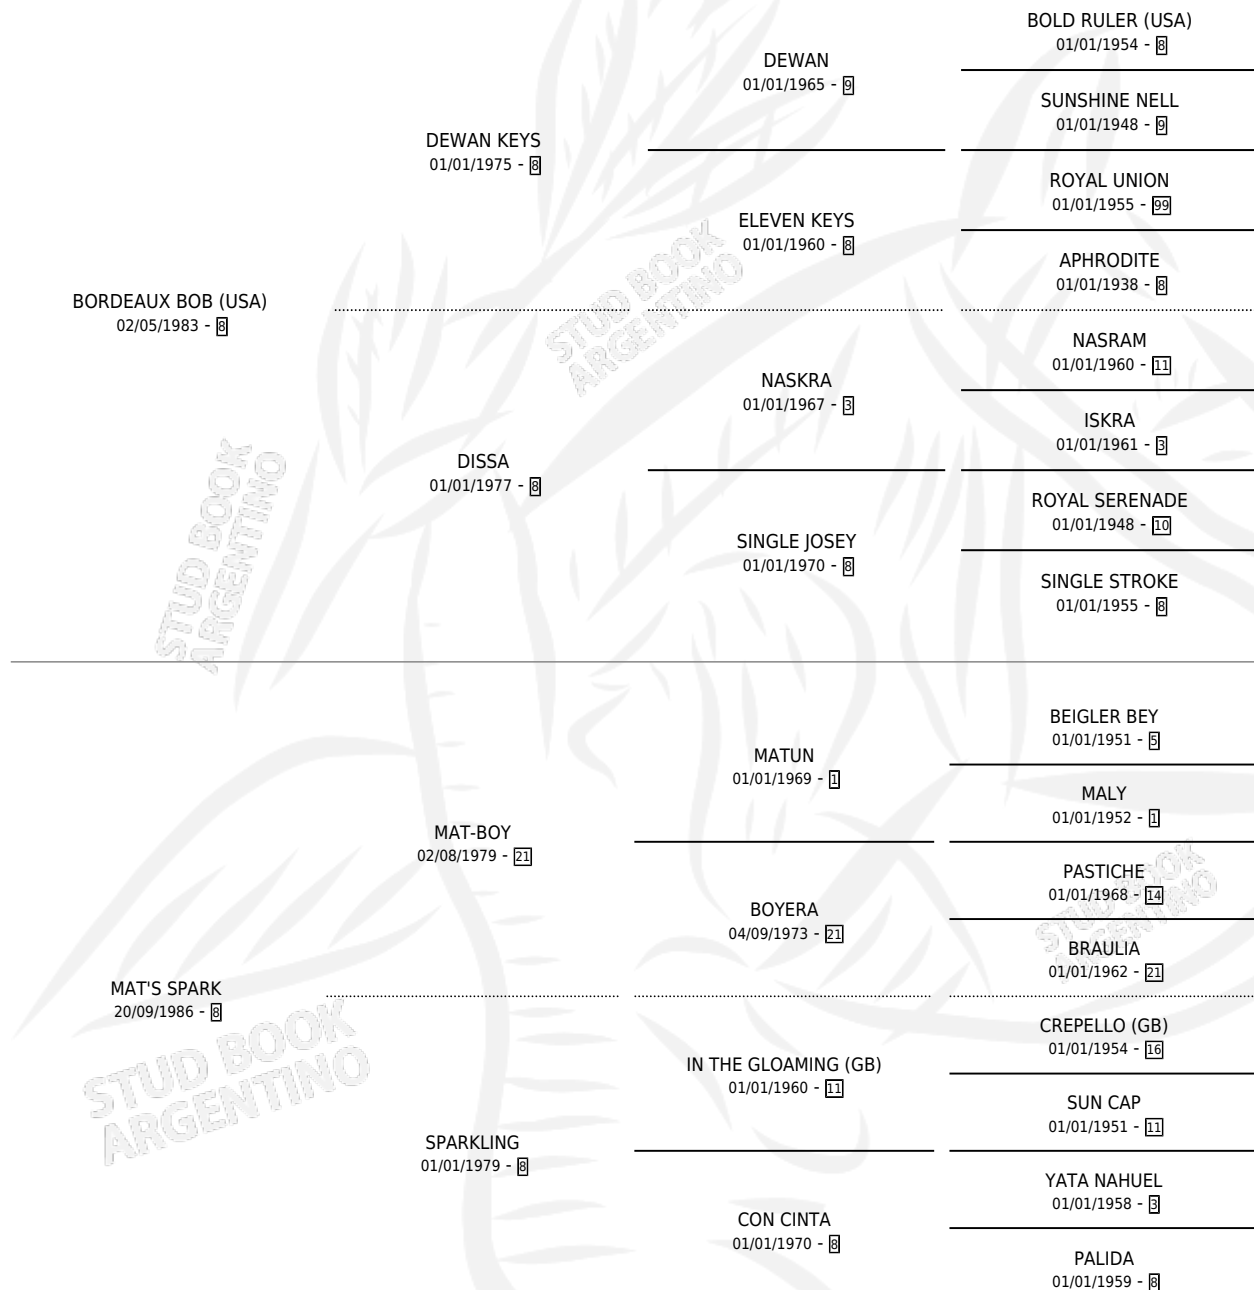 BOLD RULER (USA)
01/01/1954 - 8
DEWAN
01/01/1965 - 9
SUNSHINE NELL
01/01/1948 - 9
DEWAN KEYS
01/01/1975 - 8
ROYAL UNION
01/01/1955 - 99
ELEVEN KEYS
01/01/1960 - 8
APHRODITE
01/01/1938 - 8
BORDEAUX BOB (USA)
02/05/1983 - 8
STUD BOOK
ARGENTINO
NASRAM
01/01/1960 - 11
NASKRA
01/01/1967 - 3
ISKRA
01/01/1961 - 3
DISSA
01/01/1977 - 8
ROYAL SERENADE
01/01/1948 - 10
SINGLE JOSEY
01/01/1970 - 8
SINGLE STROKE
01/01/1955 - 8
STUD BOOK
ARGENTINO
BEIGLER BEY
01/01/1951 - 5
MATUN
01/01/1969 - 1
MALY
01/01/1952 - 1
MAT-BOY
02/08/1979 - 21
PASTICHE
01/01/1968 - 14
BOYERA
04/09/1973 - 21
BRAULIA
01/01/1962 - 21
STUD BOOK
ARGENTINO
MAT'S SPARK
20/09/1986 - 8
CREPELLO (GB)
01/01/1954 - 16
IN THE GLOAMING (GB)
01/01/1960 - 11
SUN CAP
01/01/1951 - 11
STUD BOOK
ARGENTINO
SPARKLING
01/01/1979 - 8
YATA NAHUEL
01/01/1958 - 3
CON CINTA
01/01/1970 - 8
PALIDA
01/01/1959 - 8